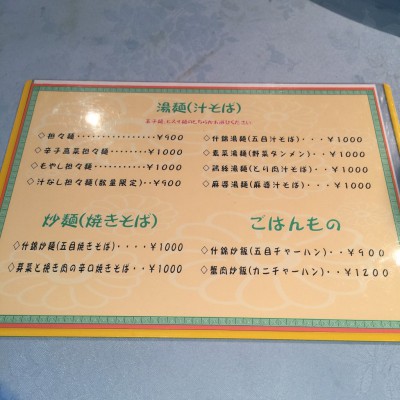 湯麺(汁そば)
◇担々麺・・・・・・・・・・・・・・・¥900
◇辛子高菜担々麺・・・・・・・・¥1000
◇もやし担々麺・・・・・・・・・・¥1000
◇汁なし担々麺(数量限定)・・¥900
◇什錦湯麺(五目汁そば)・・・¥1000
◇素菜湯麺(野菜タンメン)・・・¥1000
◇鶏絲湯麺(とり肉汁そば)・・・¥1000
◇麻婆湯麺(麻婆汁そば)・・・¥1000
炒麺(焼きそば)
◇什錦炒麺(五目焼きそば)・・・・¥1000
◇芽菜と挽き肉の辛口焼きそば・・¥1000
ごはんもの
◇什錦炒飯(五目チャーハン)・・¥900
◇蟹肉炒飯(カニチャーハン)・・¥1200